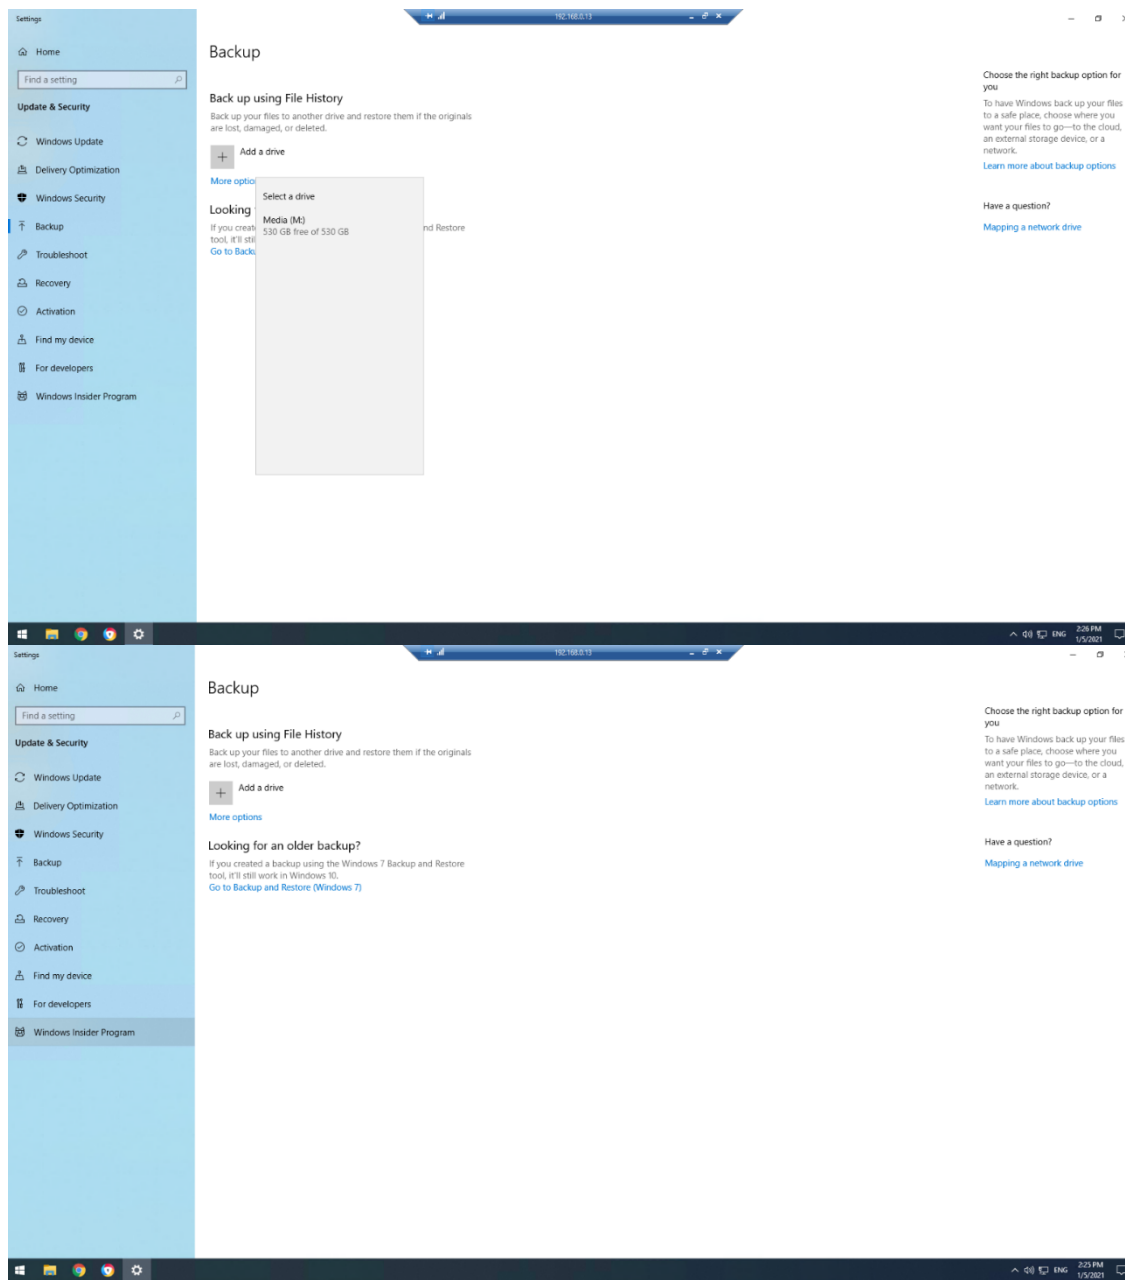 Settings
192.168.0.13
Home
Find a setting
Update & Security
Windows Update
Delivery Optimization
Windows Security
Backup
Troubleshoot
Recovery
Activation
Find my device
For developers
Windows Insider Program
Backup
Back up using File History
Back up your files to another drive and restore them if the originals
are lost, damaged, or deleted.
Add a drive
More optio
Select a drive
Media (M:)
530 GB free of 530 GB
Looking
If you creat
nd Restore
tool, it'll stil
Go to Back
Choose the right backup option for
you
To have Windows back up your files
to a safe place, choose where you
want your files to go—to the cloud,
an external storage device, or a
network.
Learn more about backup options
Have a question?
Mapping a network drive
ENG
2:26 PM
1/5/2021
Settings
192.168.0.13
Home
Find a setting
Update & Security
Windows Update
Delivery Optimization
Windows Security
Backup
Troubleshoot
Recovery
Activation
Find my device
For developers
Windows Insider Program
Backup
Back up using File History
Back up your files to another drive and restore them if the originals
are lost, damaged, or deleted.
Add a drive
More options
Looking for an older backup?
If you created a backup using the Windows 7 Backup and Restore
tool, it'll still work in Windows 10.
Go to Backup and Restore (Windows 7)
Choose the right backup option for
you
To have Windows back up your files
to a safe place, choose where you
want your files to go—to the cloud,
an external storage device, or a
network.
Learn more about backup options
Have a question?
Mapping a network drive
ENG
2:25 PM
1/5/2021